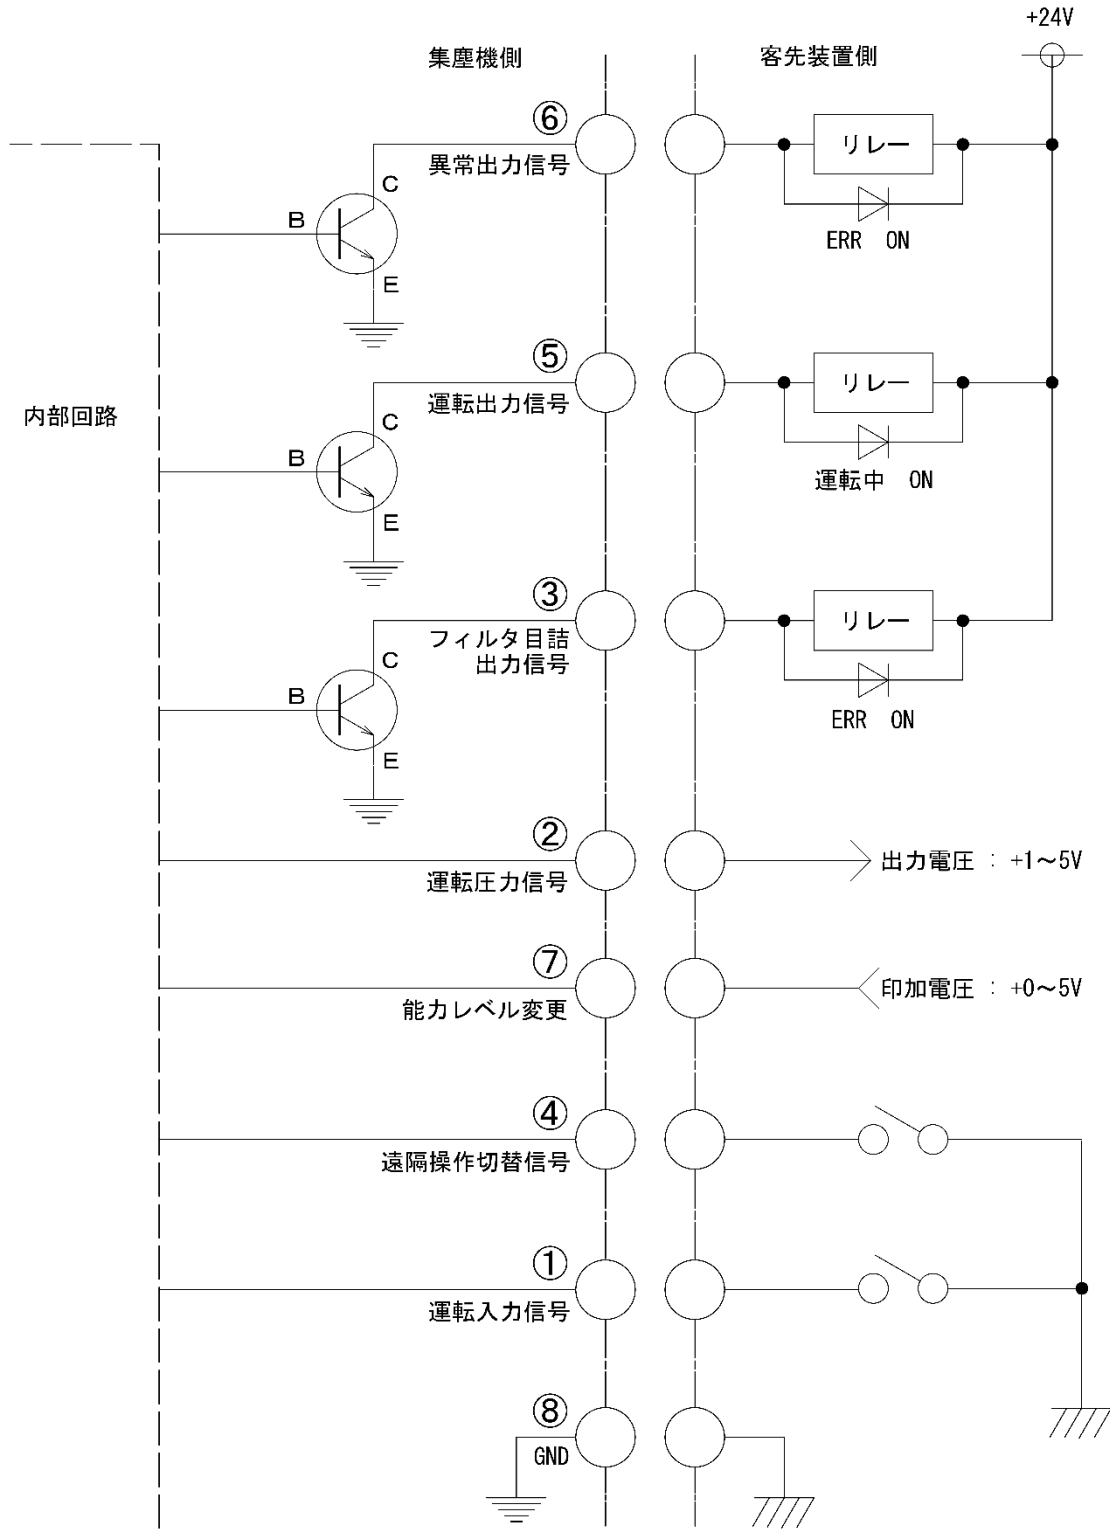 +24V
集塵機側
客先装置側
⑥
異常出力信号
リレー
C
B
E
ERR ON
⑤
運転出力信号
リレー
内部回路
C
B
E
運転中 ON
③
フィルタ目詰
出力信号
リレー
C
B
E
ERR ON
②
運転圧力信号
出力電圧 : +1～5V
⑦
能力レベル変更
印加電圧 : +0～5V
④
遠隔操作切替信号
①
運転入力信号
⑧
GND